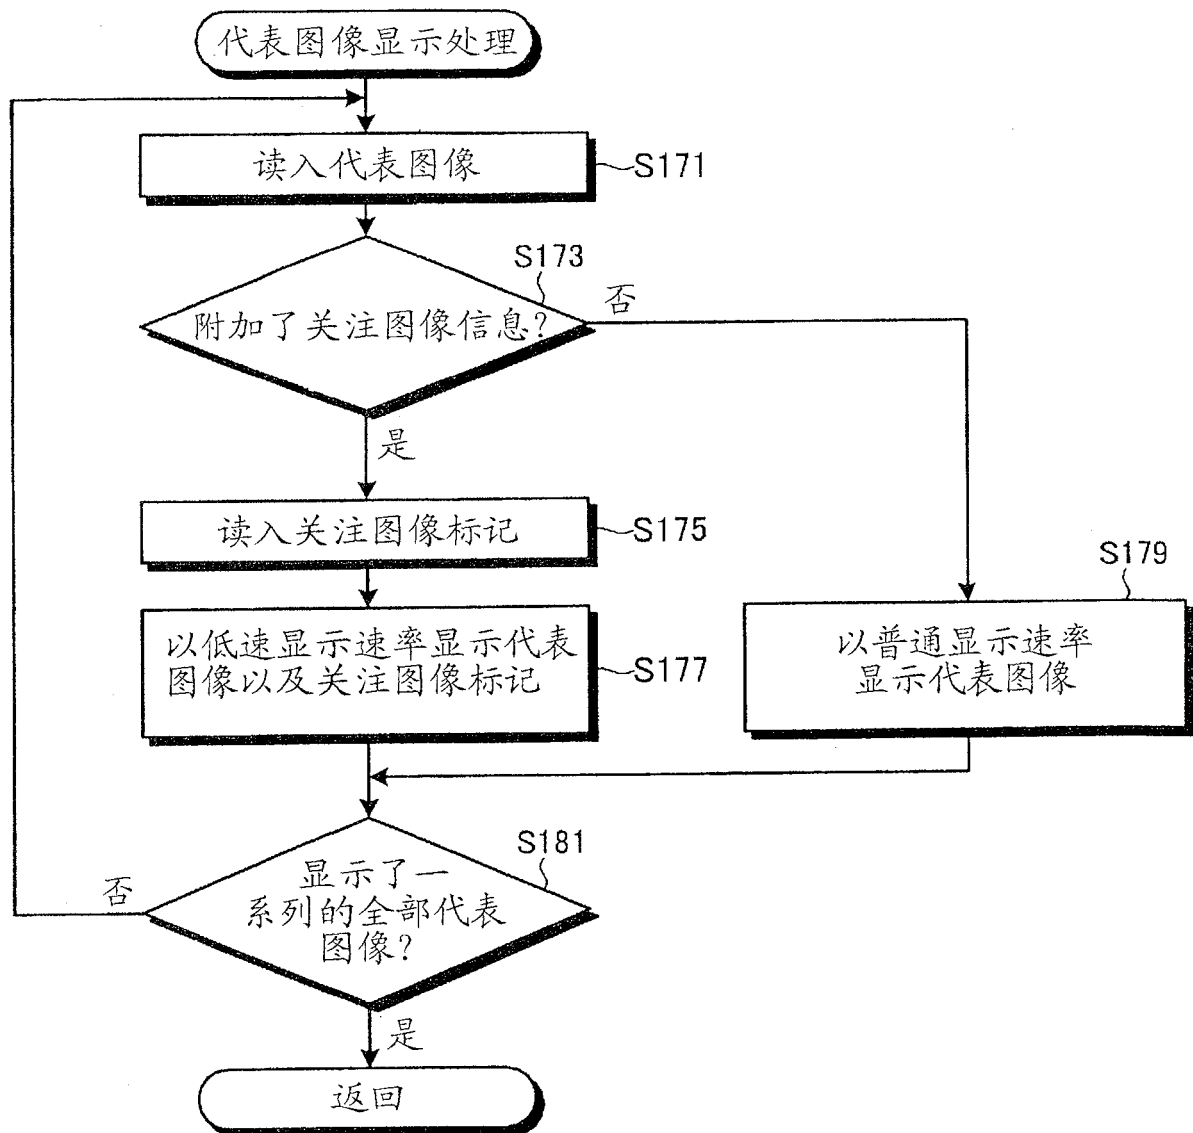 代表图像显示处理
读入代表图像
S171
S173
附加了关注图像信息?
否
是
读入关注图像标记
S175
以低速显示速率显示代表
图像以及关注图像标记
S177
S179
以普通显示速率
显示代表图像
S181
显示了一
系列的全部代表
图像?
否
是
返回